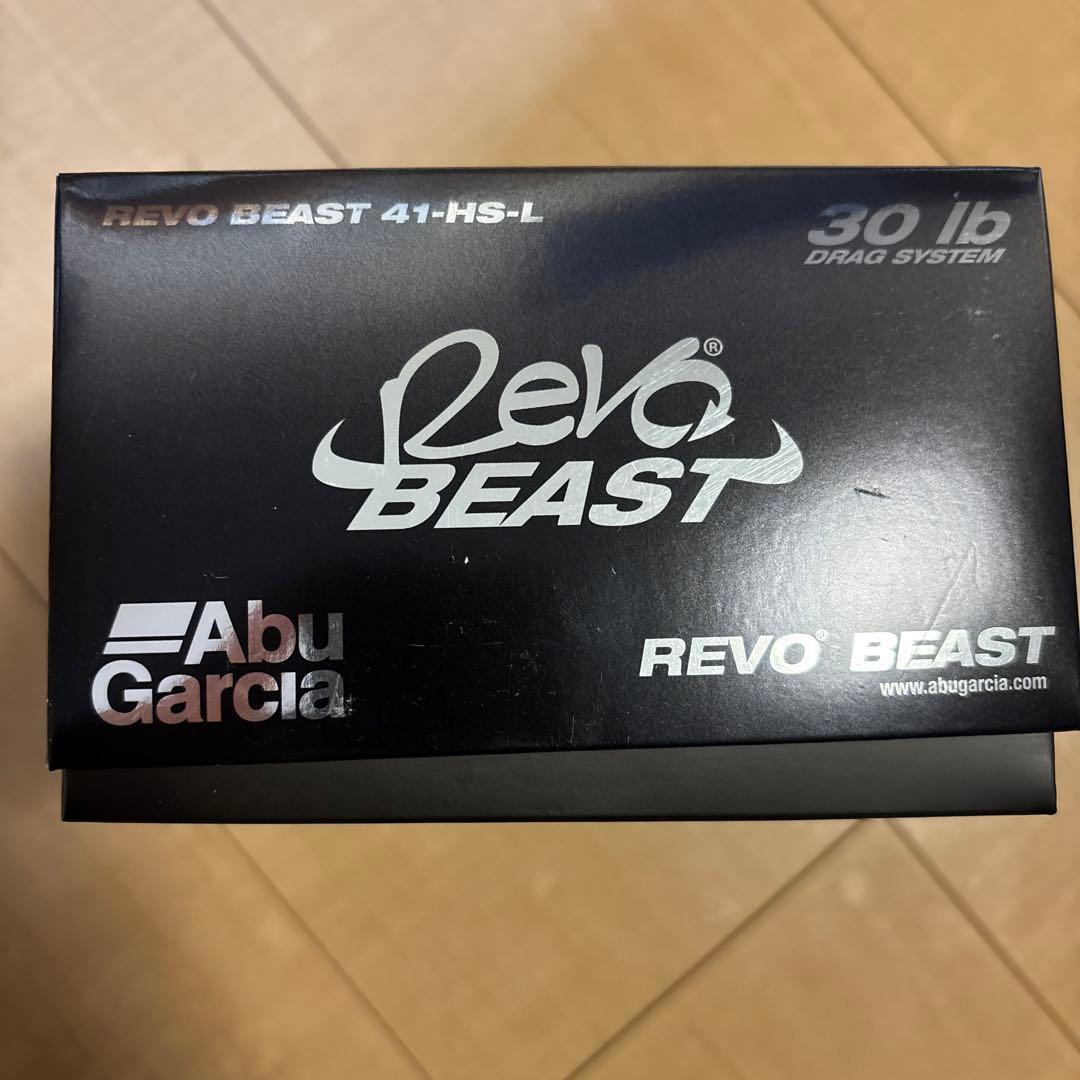 REVO BEAST 41-HS-L
30 lb
DRAG SYSTEM
Revo®
BEAST
Abu
Garcia
REVO® BEAST
www.abugarcia.com